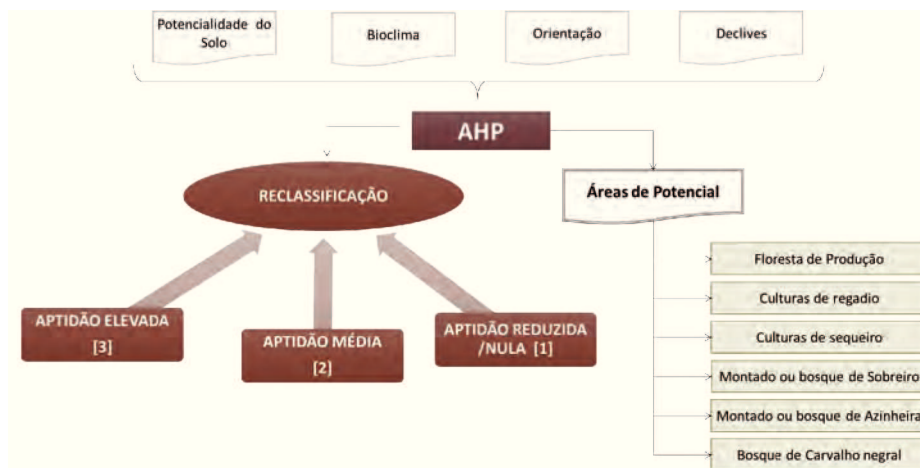 Potencialidade do
Solo
Bioclima
Orientação
Declives
AHP
RECLASSIFICAÇÃO
Áreas de Potencial
APTIDÃO ELEVADA
[3]
APTIDÃO MÉDIA
[2]
APTIDÃO REDUZIDA
/NULA [1]
Floresta de Produção
Culturas de regadio
Culturas de sequeiro
Montado ou bosque de Sobreiro
Montado ou bosque de Azinheira
Bosque de Carvalho negral